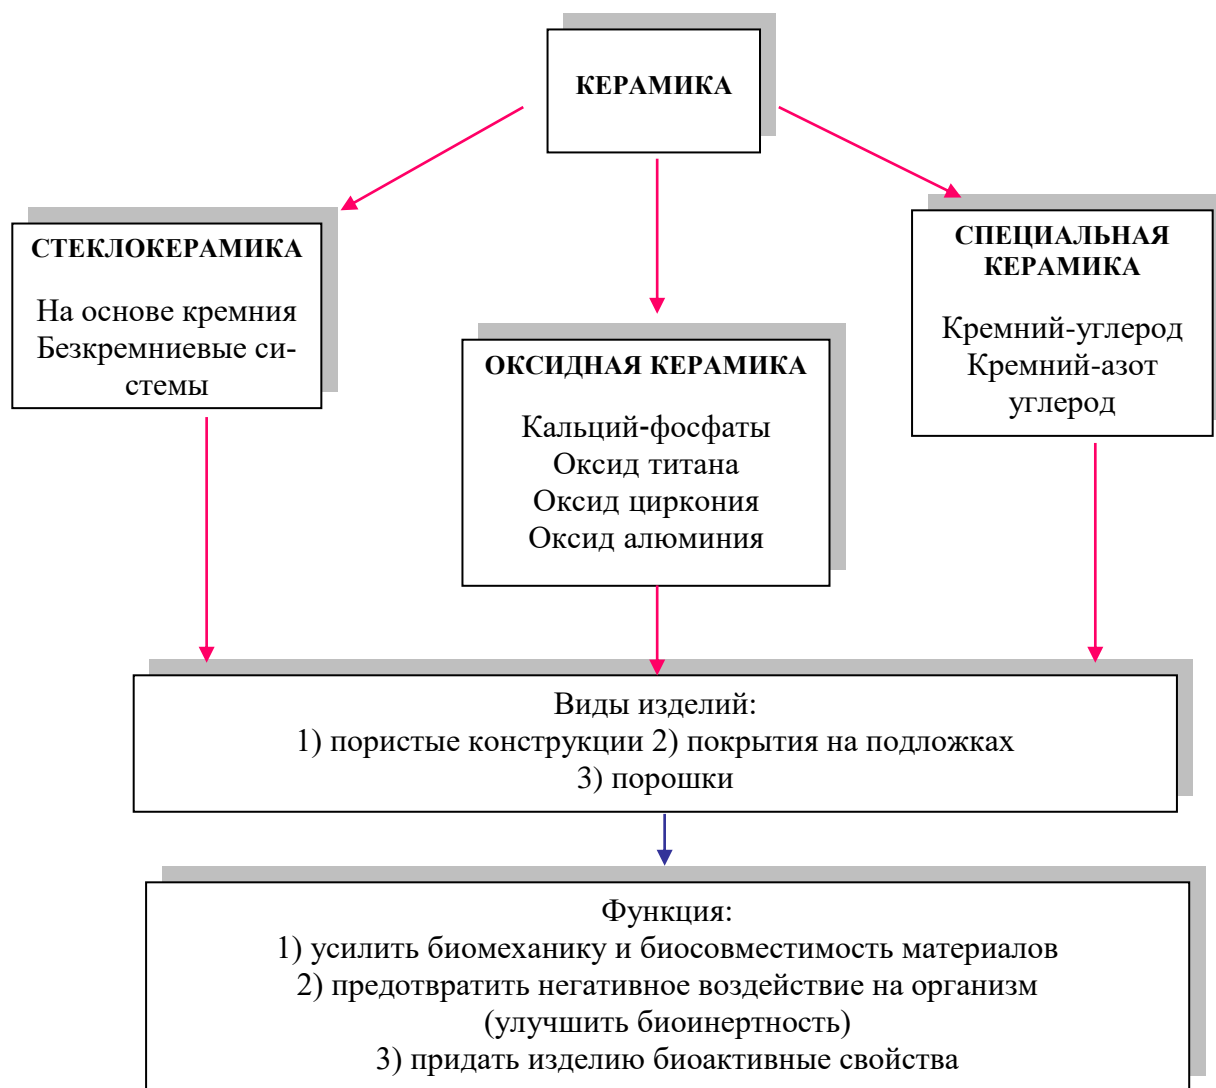 КЕРАМИКА
СТЕКЛОКЕРАМИКА
На основе кремния
Безкремниевые си-
стемы
ОКСИДНАЯ КЕРАМИКА
Кальций-фосфаты
Оксид титана
Оксид циркония
Оксид алюминия
СПЕЦИАЛЬНАЯ
КЕРАМИКА
Кремний-углерод
Кремний-азот
углерод
Виды изделий:
1) пористые конструкции 2) покрытия на подложках
3) порошки
Функция:
1) усилить биомеханику и биосовместимость материалов
2) предотвратить негативное воздействие на организм
(улучшить биоинертность)
3) придать изделию биоактивные свойства